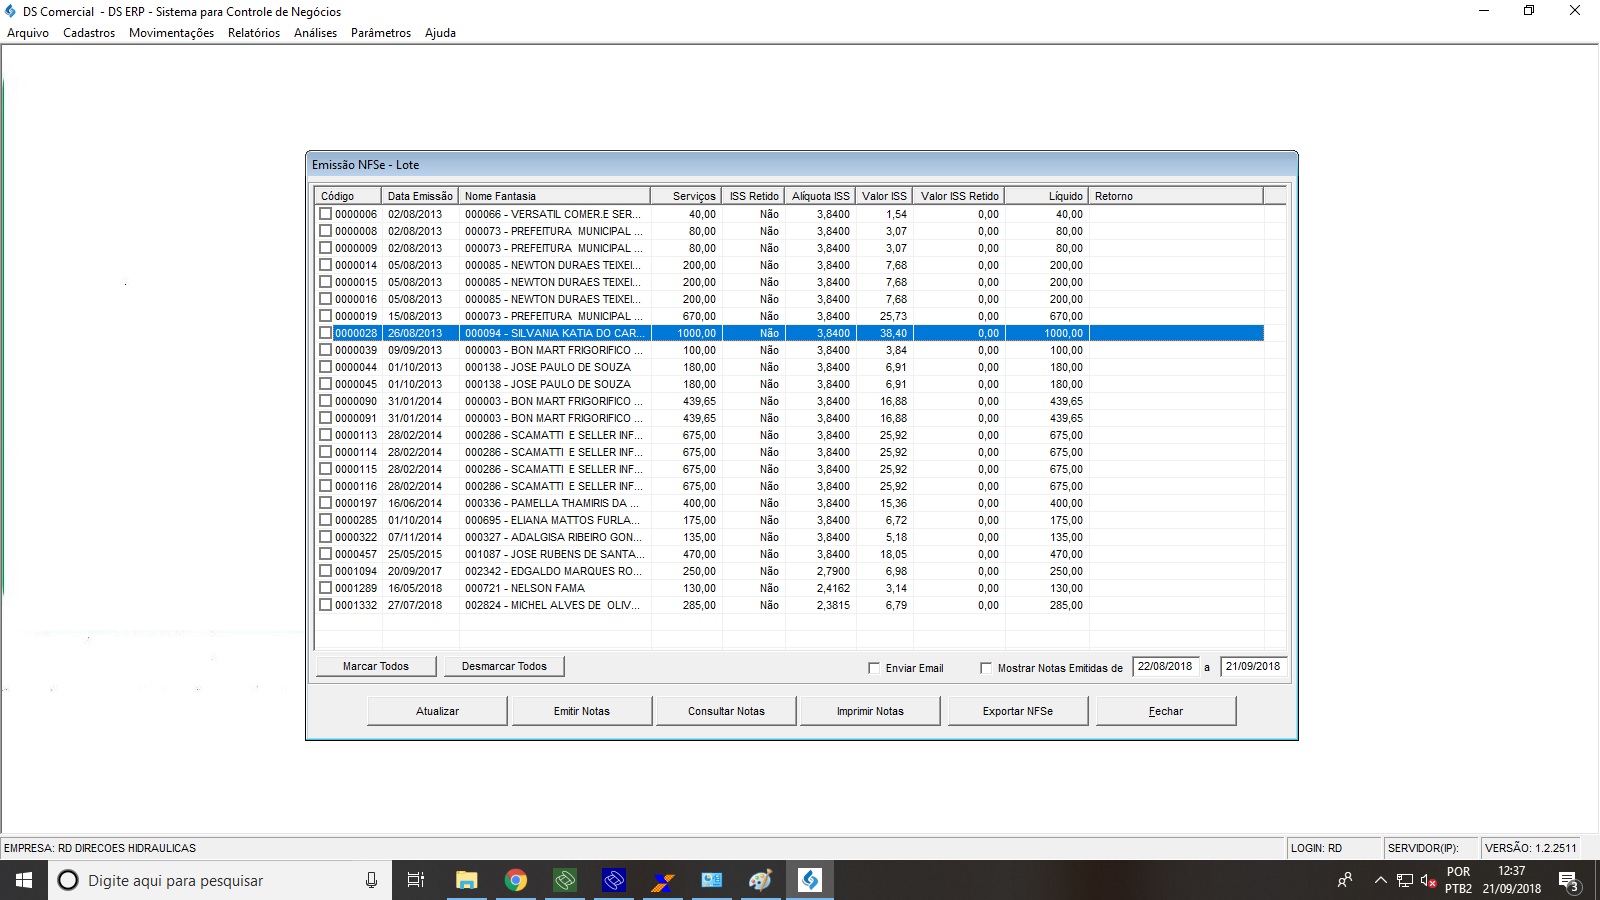 DS Comercial - DS ERP - Sistema para Controle de Negócios
Arquivo Cadastros Movimentações Relatórios Análises Parâmetros Ajuda
Emissão NFSe - Lote
Código Data Emissão Nome Fantasia Serviços ISS Retido Alíquota ISS Valor ISS Valor ISS Retido Líquido Retorno
0000006 02/08/2013 000066 - VERSATIL COMER.E SER... 40,00 Não 3,8400 1,54 0,00 40,00
0000008 02/08/2013 000073 - PREFEITURA MUNICIPAL ... 80,00 Não 3,8400 3,07 0,00 80,00
0000009 02/08/2013 000073 - PREFEITURA MUNICIPAL ... 80,00 Não 3,8400 3,07 0,00 80,00
0000014 05/08/2013 000085 - NEWTON DURAES TEIXEI... 200,00 Não 3,8400 7,68 0,00 200,00
0000015 05/08/2013 000085 - NEWTON DURAES TEIXEI... 200,00 Não 3,8400 7,68 0,00 200,00
0000016 05/08/2013 000085 - NEWTON DURAES TEIXEI... 200,00 Não 3,8400 7,68 0,00 200,00
0000019 15/08/2013 000073 - PREFEITURA MUNICIPAL ... 670,00 Não 3,8400 25,73 0,00 670,00
0000028 26/08/2013 000094 - SILVANIA KATIA DO CAR... 1000,00 Não 3,8400 38,40 0,00 1000,00
0000039 09/09/2013 000003 - BON MART FRIGORIFICO ... 100,00 Não 3,8400 3,84 0,00 100,00
0000044 01/10/2013 000138 - JOSE PAULO DE SOUZA 180,00 Não 3,8400 6,91 0,00 180,00
0000045 01/10/2013 000138 - JOSE PAULO DE SOUZA 180,00 Não 3,8400 6,91 0,00 180,00
0000090 31/01/2014 000003 - BON MART FRIGORIFICO ... 439,65 Não 3,8400 16,88 0,00 439,65
0000091 31/01/2014 000003 - BON MART FRIGORIFICO ... 439,65 Não 3,8400 16,88 0,00 439,65
0000113 28/02/2014 000286 - SCAMATTI E SELLER INF... 675,00 Não 3,8400 25,92 0,00 675,00
0000114 28/02/2014 000286 - SCAMATTI E SELLER INF... 675,00 Não 3,8400 25,92 0,00 675,00
0000115 28/02/2014 000286 - SCAMATTI E SELLER INF... 675,00 Não 3,8400 25,92 0,00 675,00
0000116 28/02/2014 000286 - SCAMATTI E SELLER INF... 675,00 Não 3,8400 25,92 0,00 675,00
0000197 16/06/2014 000336 - PAMELLA THAMIRIS DA ... 400,00 Não 3,8400 15,36 0,00 400,00
0000285 01/10/2014 000695 - ELIANA MATTOS FURLA... 175,00 Não 3,8400 6,72 0,00 175,00
0000322 07/11/2014 000327 - ADALGISA RIBEIRO GON... 135,00 Não 3,8400 5,18 0,00 135,00
0000457 25/05/2015 001087 - JOSE RUBENS DE SANTA... 470,00 Não 3,8400 18,05 0,00 470,00
0001094 20/09/2017 002342 - EDGALDO MARQUES RO... 250,00 Não 2,7900 6,98 0,00 250,00
0001289 16/05/2018 000721 - NELSON FAMA 130,00 Não 2,4162 3,14 0,00 130,00
0001332 27/07/2018 002824 - MICHEL ALVES DE OLIV... 285,00 Não 2,3815 6,79 0,00 285,00
Marcar Todos Desmarcar Todos Enviar Email Mostrar Notas Emitidas de 22/08/2018 a 21/09/2018
Atualizar Emitir Notas Consultar Notas Imprimir Notas Exportar NFSe Fechar
EMPRESA: RD DIRECOES HIDRAULICAS LOGIN: RD SERVIDOR(IP): VERSÃO: 1.2.2511
Digite aqui para pesquisar
POR 12:37
PTB2 21/09/2018 3